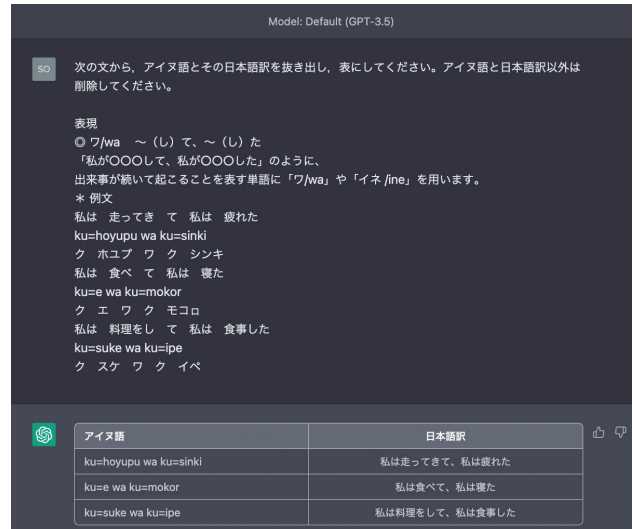 Model: Default (GPT-3.5)
SO
次の文から，アイヌ語とその日本語訳を抜き出し，表にしてください。アイヌ語と日本語以外は
削除してください。
表現
◎ ワ/wa　～（し）て、～（し）た
「私が〇〇〇して、私が〇〇〇した」のように、
出来事が続いて起こることを表す単語に「ワ/wa」や「イネ /ine」を用います。
＊ 例文
私は　走ってき　て　私は　疲れた
ku=hoyupu wa ku=sinki
ク　ホユプ　ワ　ク　シンキ
私は　食べ　て　私は　寝た
ku=e wa ku=mokor
ク　エ　ワ　ク　モコㇿ
私は　料理をし　て　私は　食事した
ku=suke wa ku=ipe
ク　スケ　ワ　ク　イペ
アイヌ語 日本語訳
ku=hoyupu wa ku=sinki 私は走ってきて、私は疲れた
ku=e wa ku=mokor 私は食べて、私は寝た
ku=suke wa ku=ipe 私は料理をして、私は食事した